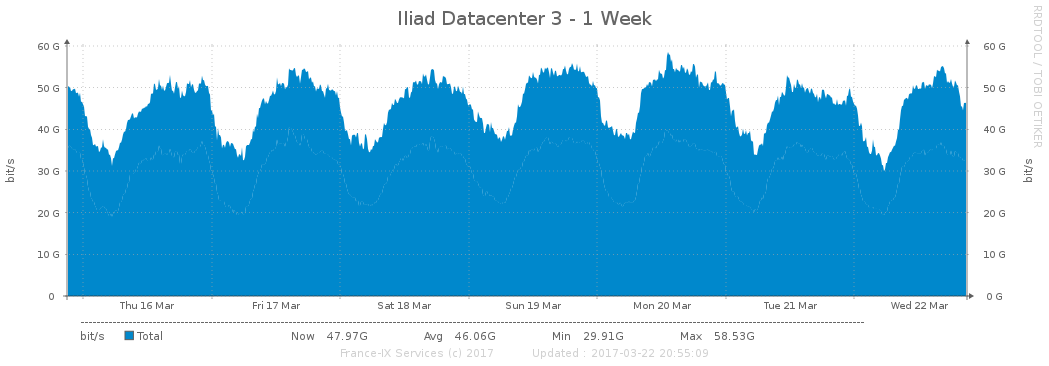 Iliad Datacenter 3 - 1 Week
RRDTOOL / TOBI OETIKER
60 G 60 G
50 G 50 G
40 G 40 G
30 G 30 G
20 G 20 G
10 G 10 G
0 0 G
bit/s bit/s
Thu 16 Mar Fri 17 Mar Sat 18 Mar Sun 19 Mar Mon 20 Mar Tue 21 Mar Wed 22 Mar
bit/s Total Now 47.97G Avg 46.06G Min 29.91G Max 58.53G
France-IX Services (c) 2017 Updated : 2017-03-22 20:55:09